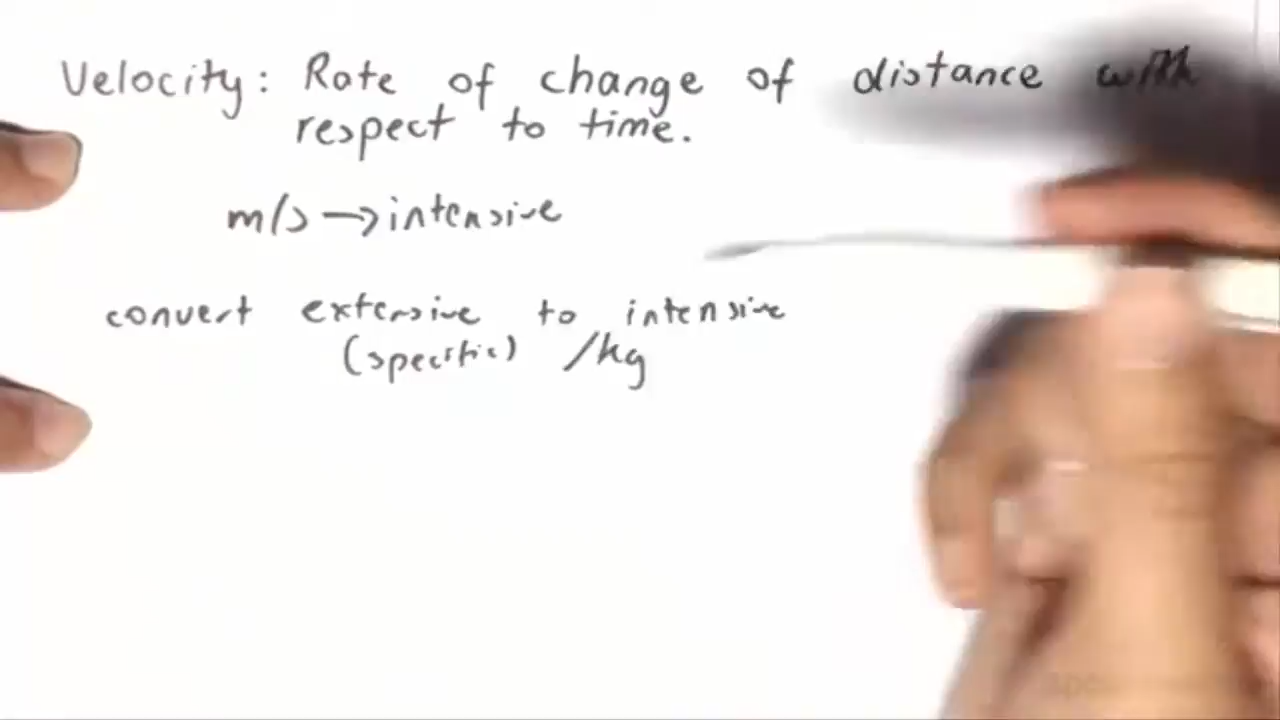 Velocity: Rate of change of distance with
respect to time.
m/s → intensive
convert extensive to intensive
(specific) /kg